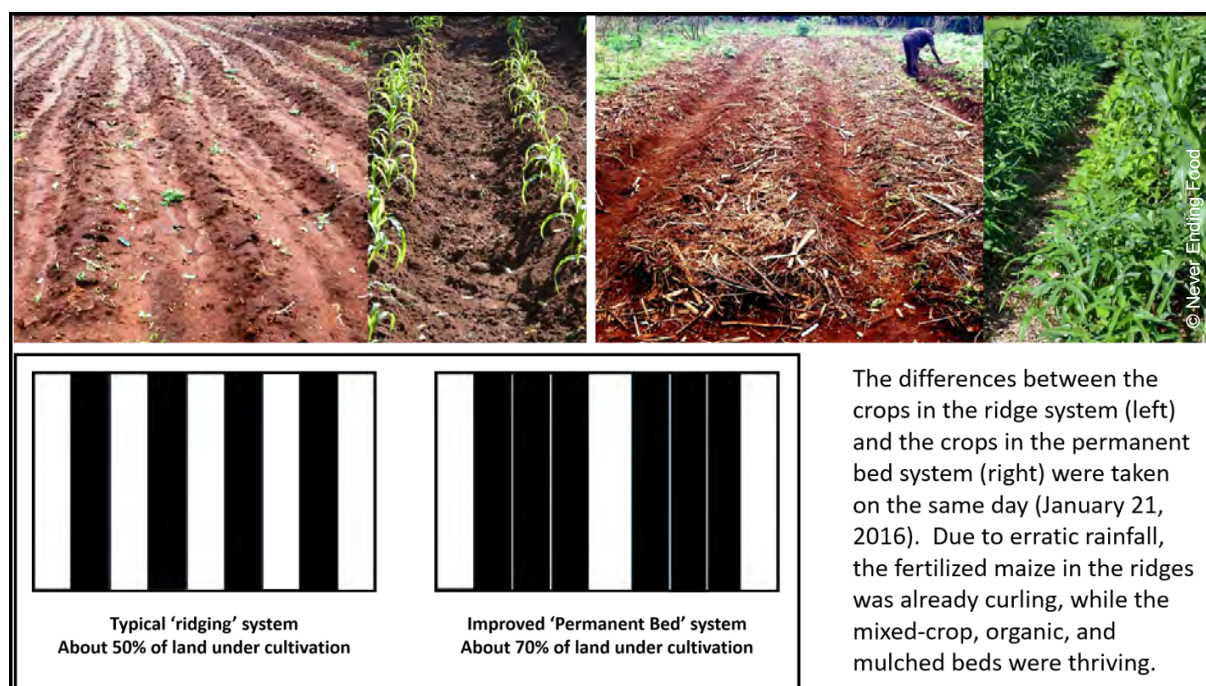 © Never Ending Food
Typical ‘ridging’ system
About 50% of land under cultivation
Improved ‘Permanent Bed’ system
About 70% of land under cultivation
The differences between the
crops in the ridge system (left)
and the crops in the permanent
bed system (right) were taken
on the same day (January 21,
2016).  Due to erratic rainfall,
the fertilized maize in the ridges
was already curling, while the
mixed-crop, organic, and
mulched beds were thriving.